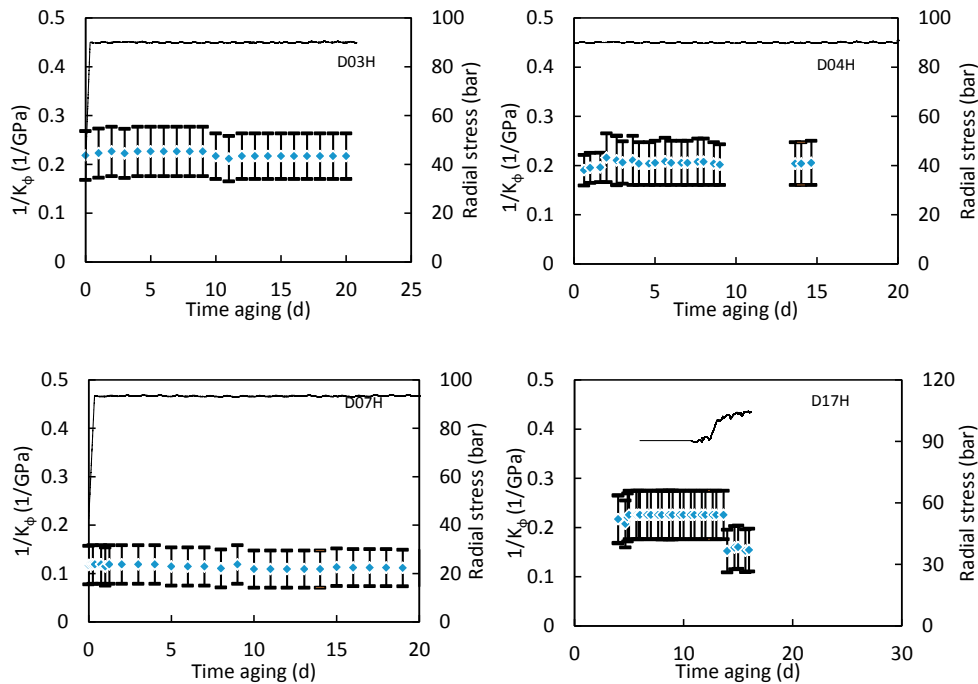 0.5
0.4
0.3
0.2
0.1
0
1/Kϕ (1/GPa)
100
80
60
40
20
0
Radial stress (bar)
D03H
0 5 10 15 20 25
Time aging (d)
0.5
0.4
0.3
0.2
0.1
0
1/Kϕ (1/GPa)
100
80
60
40
20
0
Radial stress (bar)
D04H
0 5 10 15 20
Time aging (d)
0.5
0.4
0.3
0.2
0.1
0
1/Kϕ (1/GPa)
100
80
60
40
20
0
Radial stress (bar)
D07H
0 5 10 15 20
Time aging (d)
0.5
0.4
0.3
0.2
0.1
0
1/Kϕ (1/GPa)
120
90
60
30
0
Radial stress (bar)
D17H
0 10 20 30
Time aging (d)